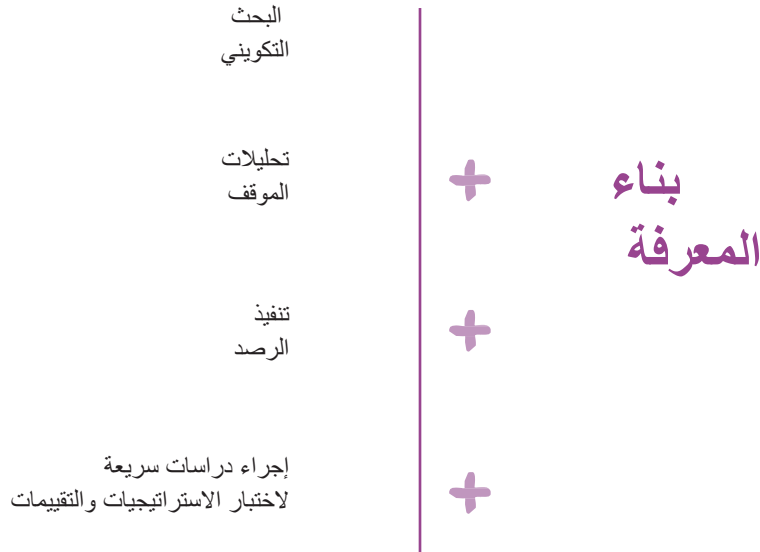 بناء
المعرفة
البحث
التكويني
تحليلات
الموقف
تنفيذ
الرصد
إجراء دراسات سريعة
لاختبار الاستراتيجيات والتقييمات